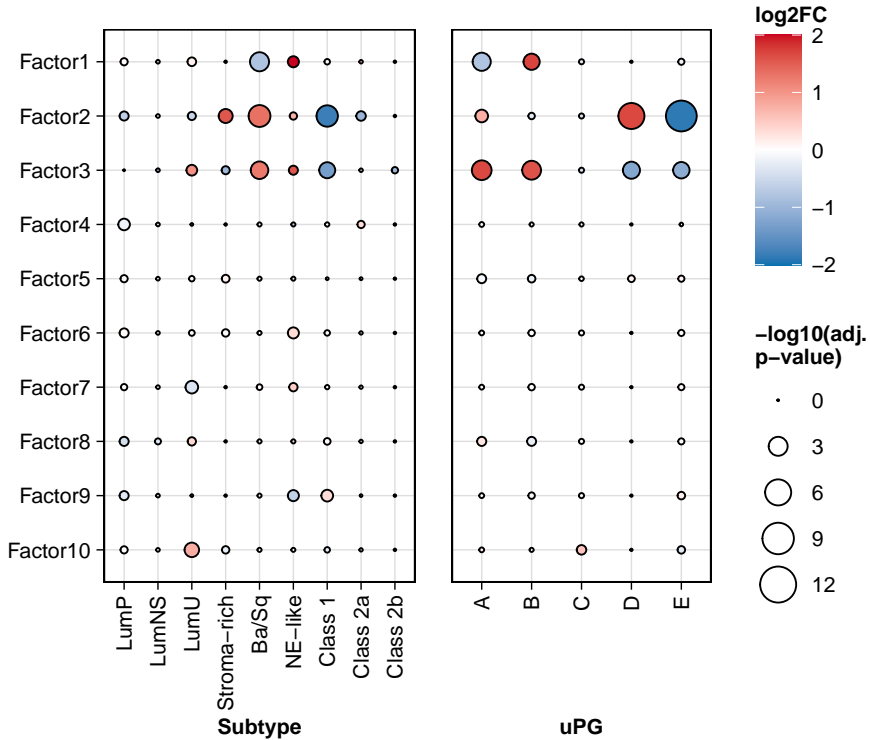 log2FC
2
1
0
−1
−2
Factor1
Factor2
Factor3
Factor4
Factor5
Factor6
Factor7
Factor8
Factor9
Factor10
−log10(adj.
p−value)
0
3
6
9
12
LumP
LumNS
LumU
Stroma−rich
Ba/Sq
NE−like
Class 1
Class 2a
Class 2b
A
B
C
D
E
Subtype
uPG